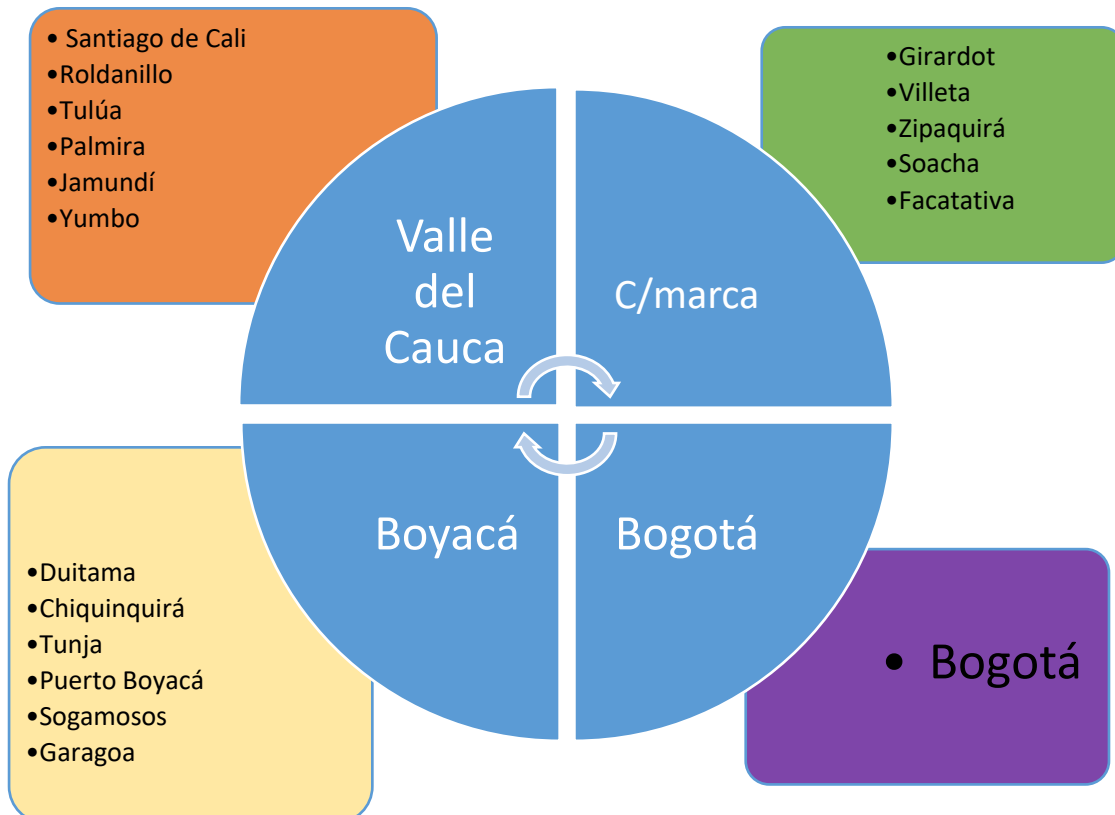 • Santiago de Cali
•Roldanillo
•Tulúa
•Palmira
•Jamundí
•Yumbo
•Girardot
•Villeta
•Zipaquirá
•Soacha
•Facatativa
Valle
del
Cauca
C/marca
Boyacá
Bogotá
•Duitama
•Chiquinquirá
•Tunja
•Puerto Boyacá
•Sogamosos
•Garagoa
• Bogotá